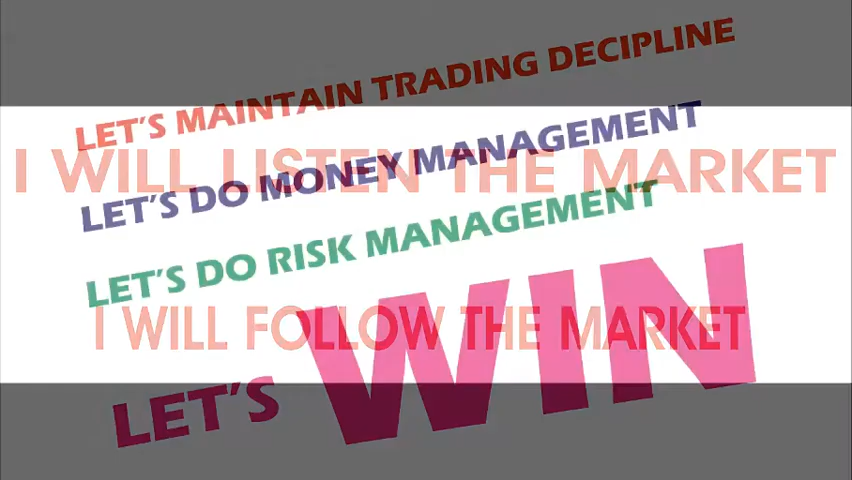 LET'S MAINTAIN TRADING DECIPLINE
I WILL LISTEN THE MARKET
LET'S DO MONEY MANAGEMENT
LET'S DO RISK MANAGEMENT
I WILL FOLLOW THE MARKET
LET'S WIN